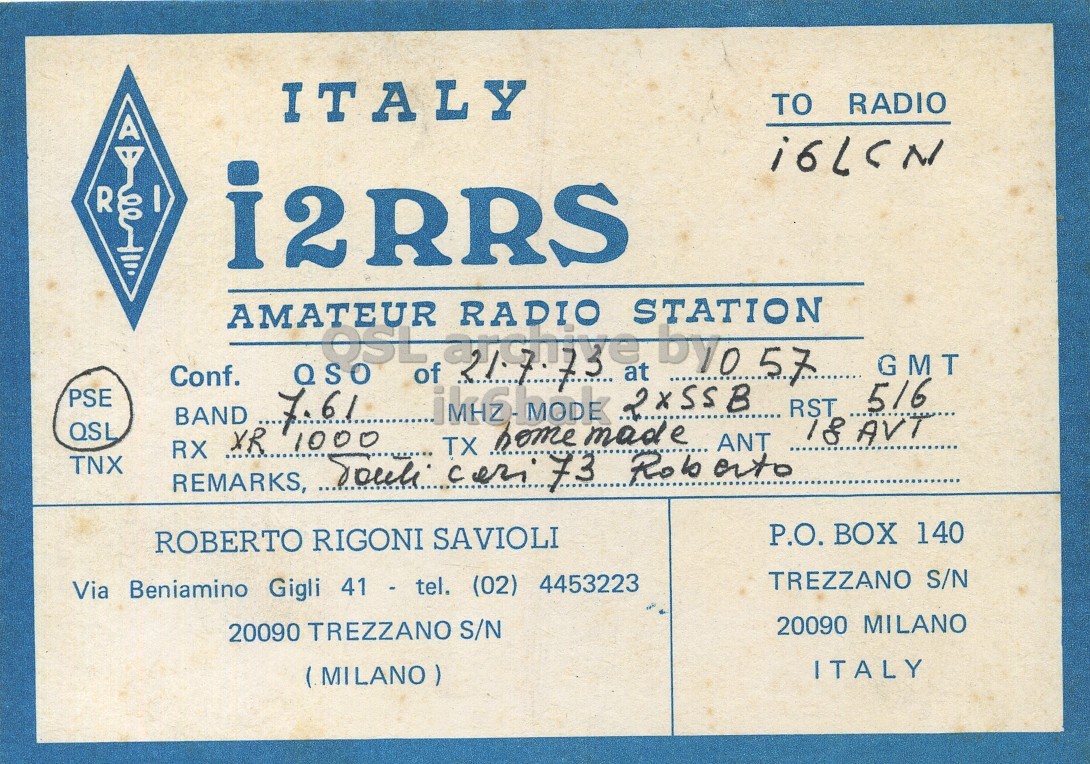 ITALY
TO RADIO
i6LCN
A
R I
i2RRS
AMATEUR RADIO STATION
QSL archive by
ik6bak
Conf. QSO of 21.7.73 at 10 57 GMT
PSE
QSL
TNX
BAND 7.61 MHZ - MODE 2xSSB RST 5/6
RX XR 1000 TX home made ANT 18 AVT
REMARKS, Tanti cari 73 Roberto
ROBERTO RIGONI SAVIOLI
Via Beniamino Gigli 41 - tel. (02) 4453223
20090 TREZZANO S/N
(MILANO)
P.O. BOX 140
TREZZANO S/N
20090 MILANO
ITALY